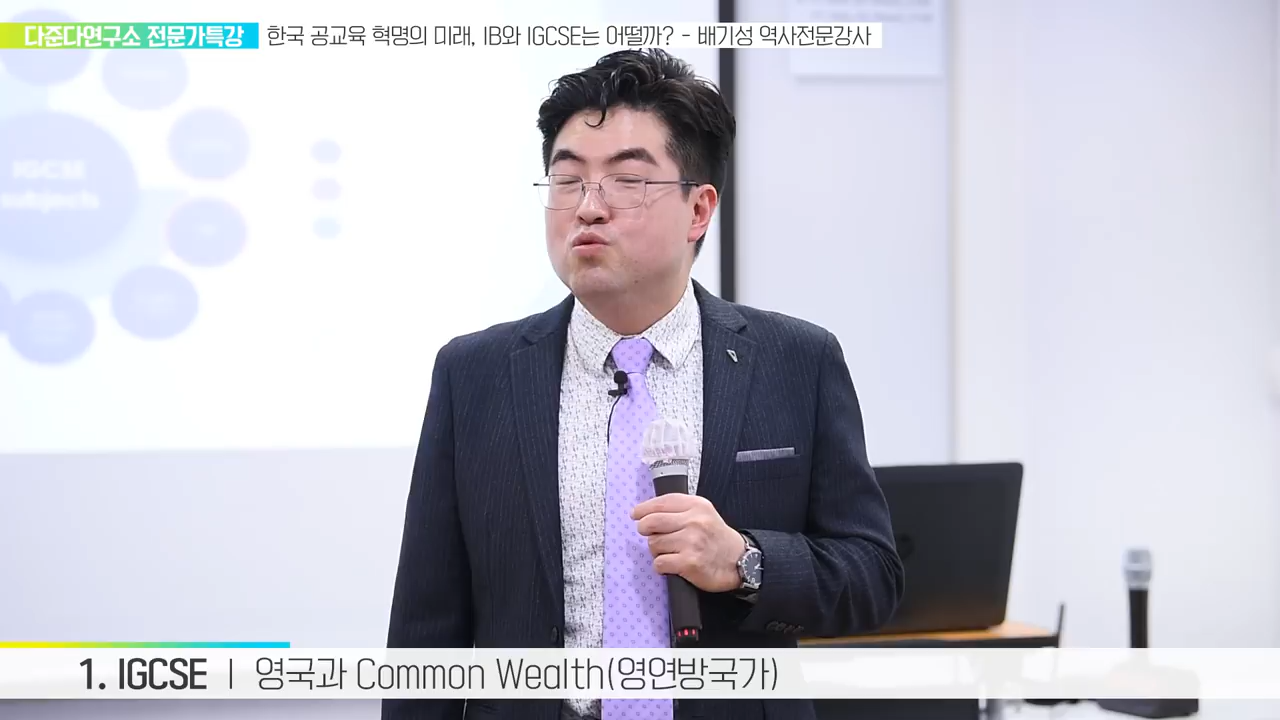 다준다연구소 전문가특강 한국 공교육 혁명의 미래, IB와 IGCSE는 어떨까? - 배기성 역사전문강사
IGCSE
subjects
1. IGCSE | 영국과 Common Wealth(영연방국가)